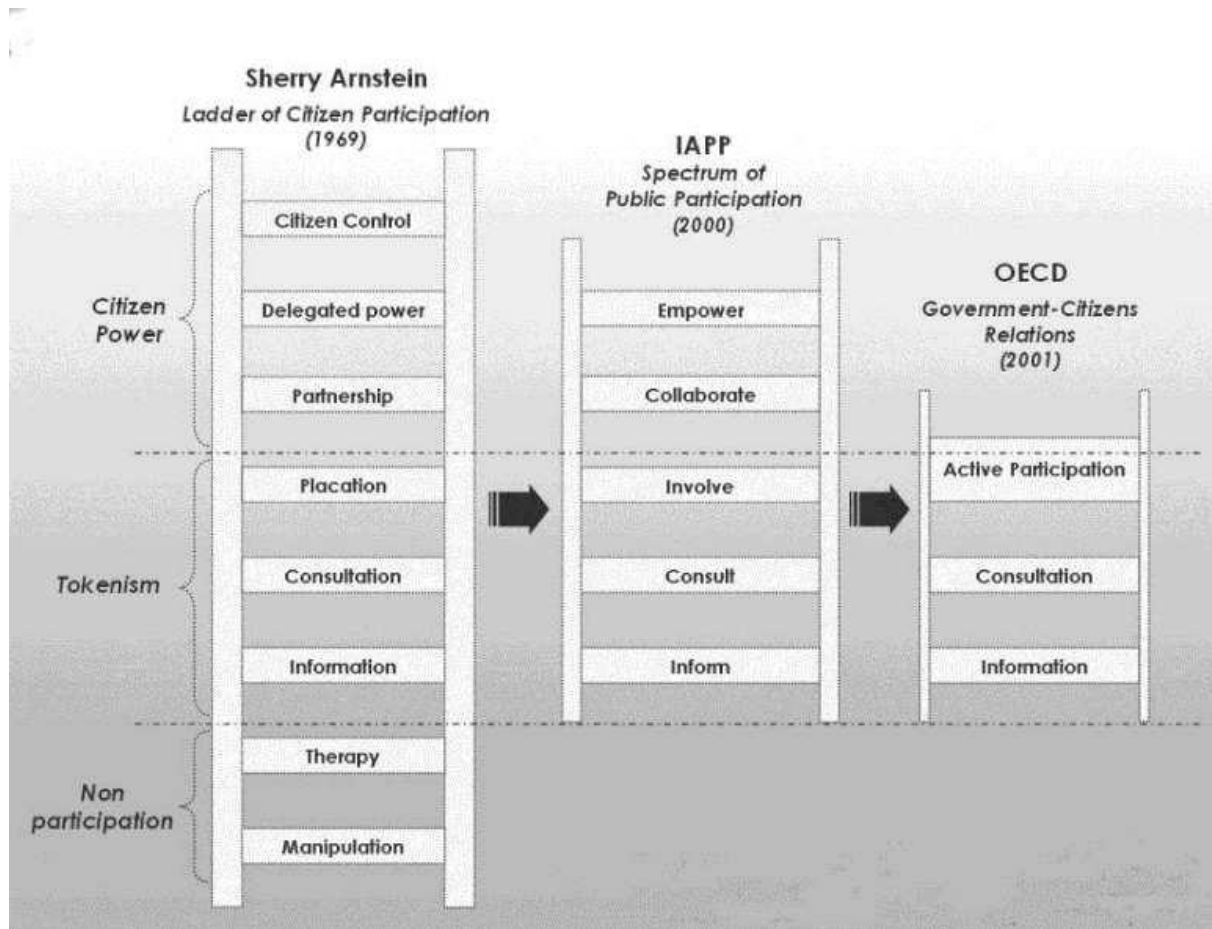 Sherry Arnstein
Ladder of Citizen Participation
(1969)
Citizen Control
Delegated power
Partnership
Placation
Consultation
Information
Therapy
Manipulation
Citizen
Power
Tokenism
Non
participation
IAPP
Spectrum of
Public Participation
(2000)
Empower
Collaborate
Involve
Consult
Inform
OECD
Government-Citizens
Relations
(2001)
Active Participation
Consultation
Information